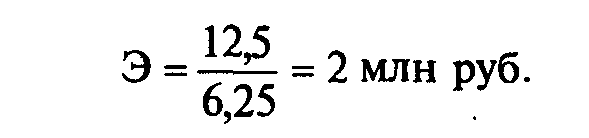 Э = 12,5 / 6,25 = 2 млн руб.